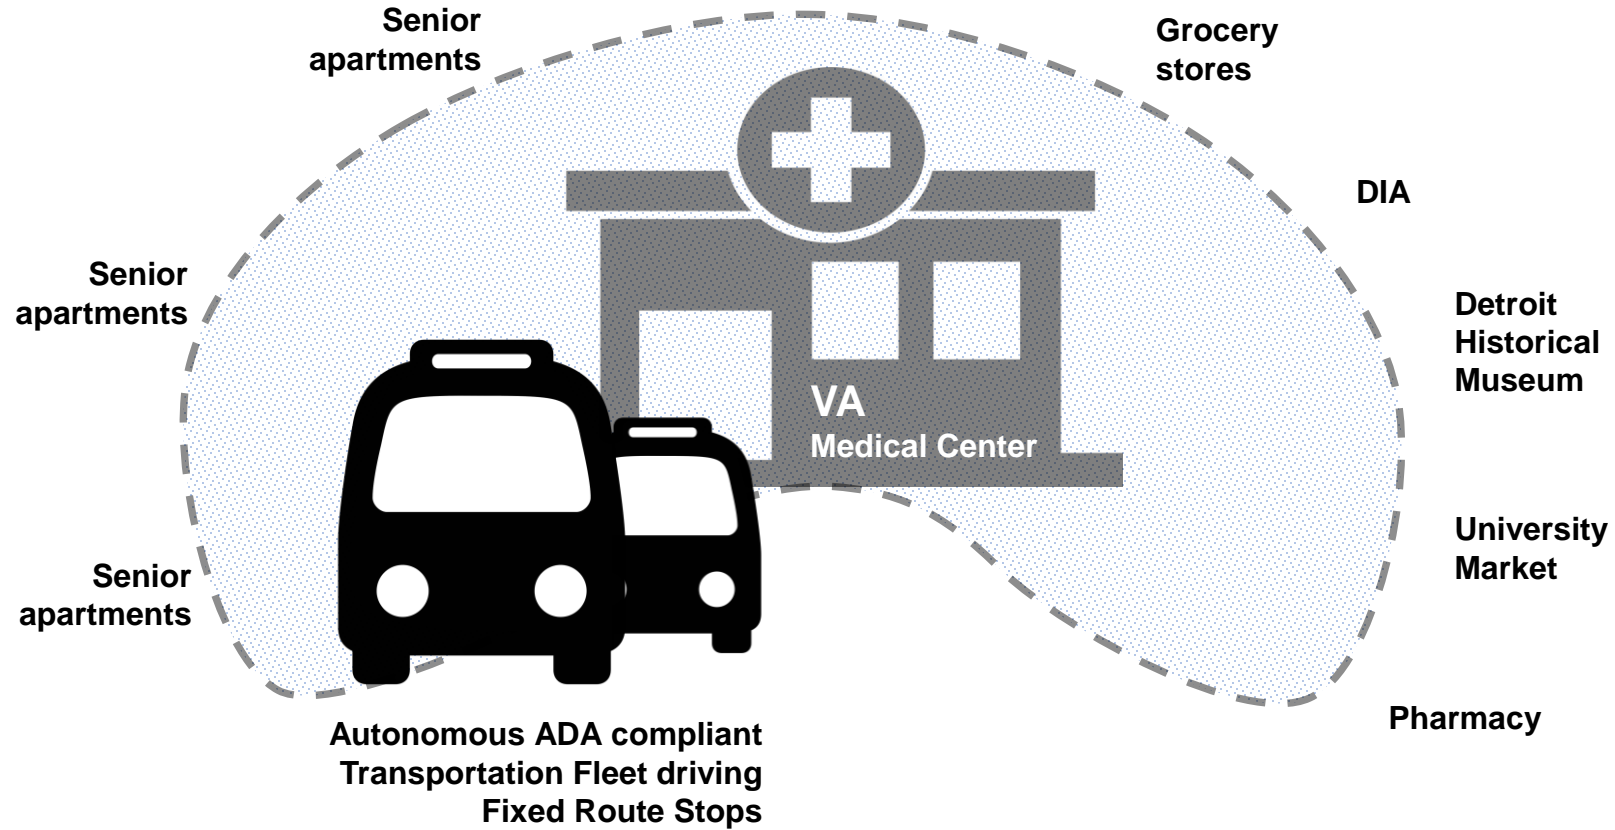 Senior
apartments
Grocery
stores
DIA
Senior
apartments
Detroit
Historical
Museum
VA
Medical Center
University
Market
Senior
apartments
Pharmacy
Autonomous ADA compliant
Transportation Fleet driving
Fixed Route Stops